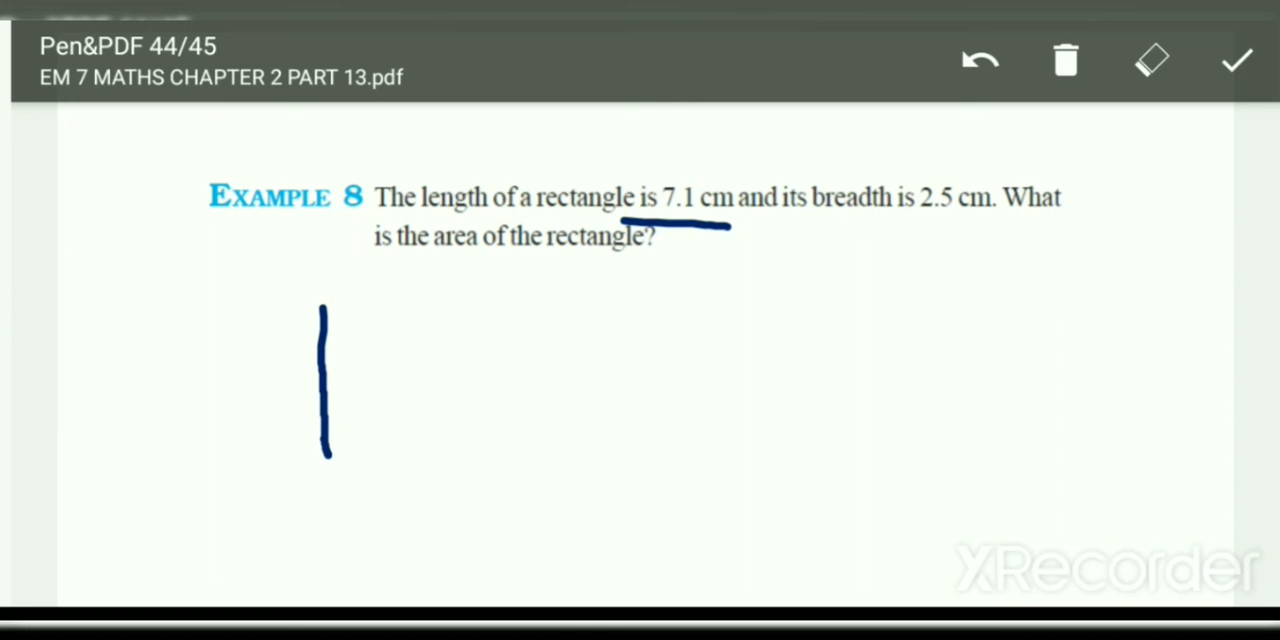 Pen&PDF 44/45
EM 7 MATHS CHAPTER 2 PART 13.pdf
EXAMPLE 8 The length of a rectangle is 7.1 cm and its breadth is 2.5 cm. What
is the area of the rectangle?
XRecorder